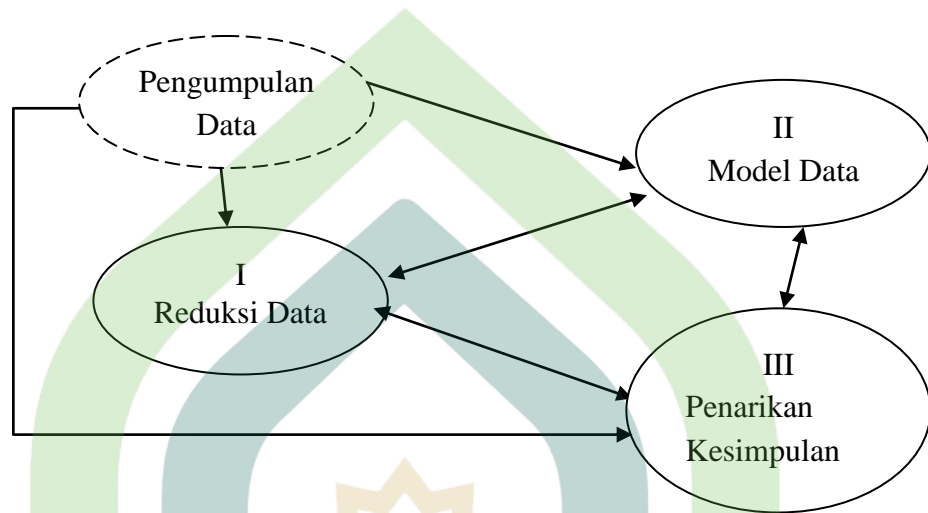 Pengumpulan
Data
II
Model Data
I
Reduksi Data
III
Penarikan
Kesimpulan